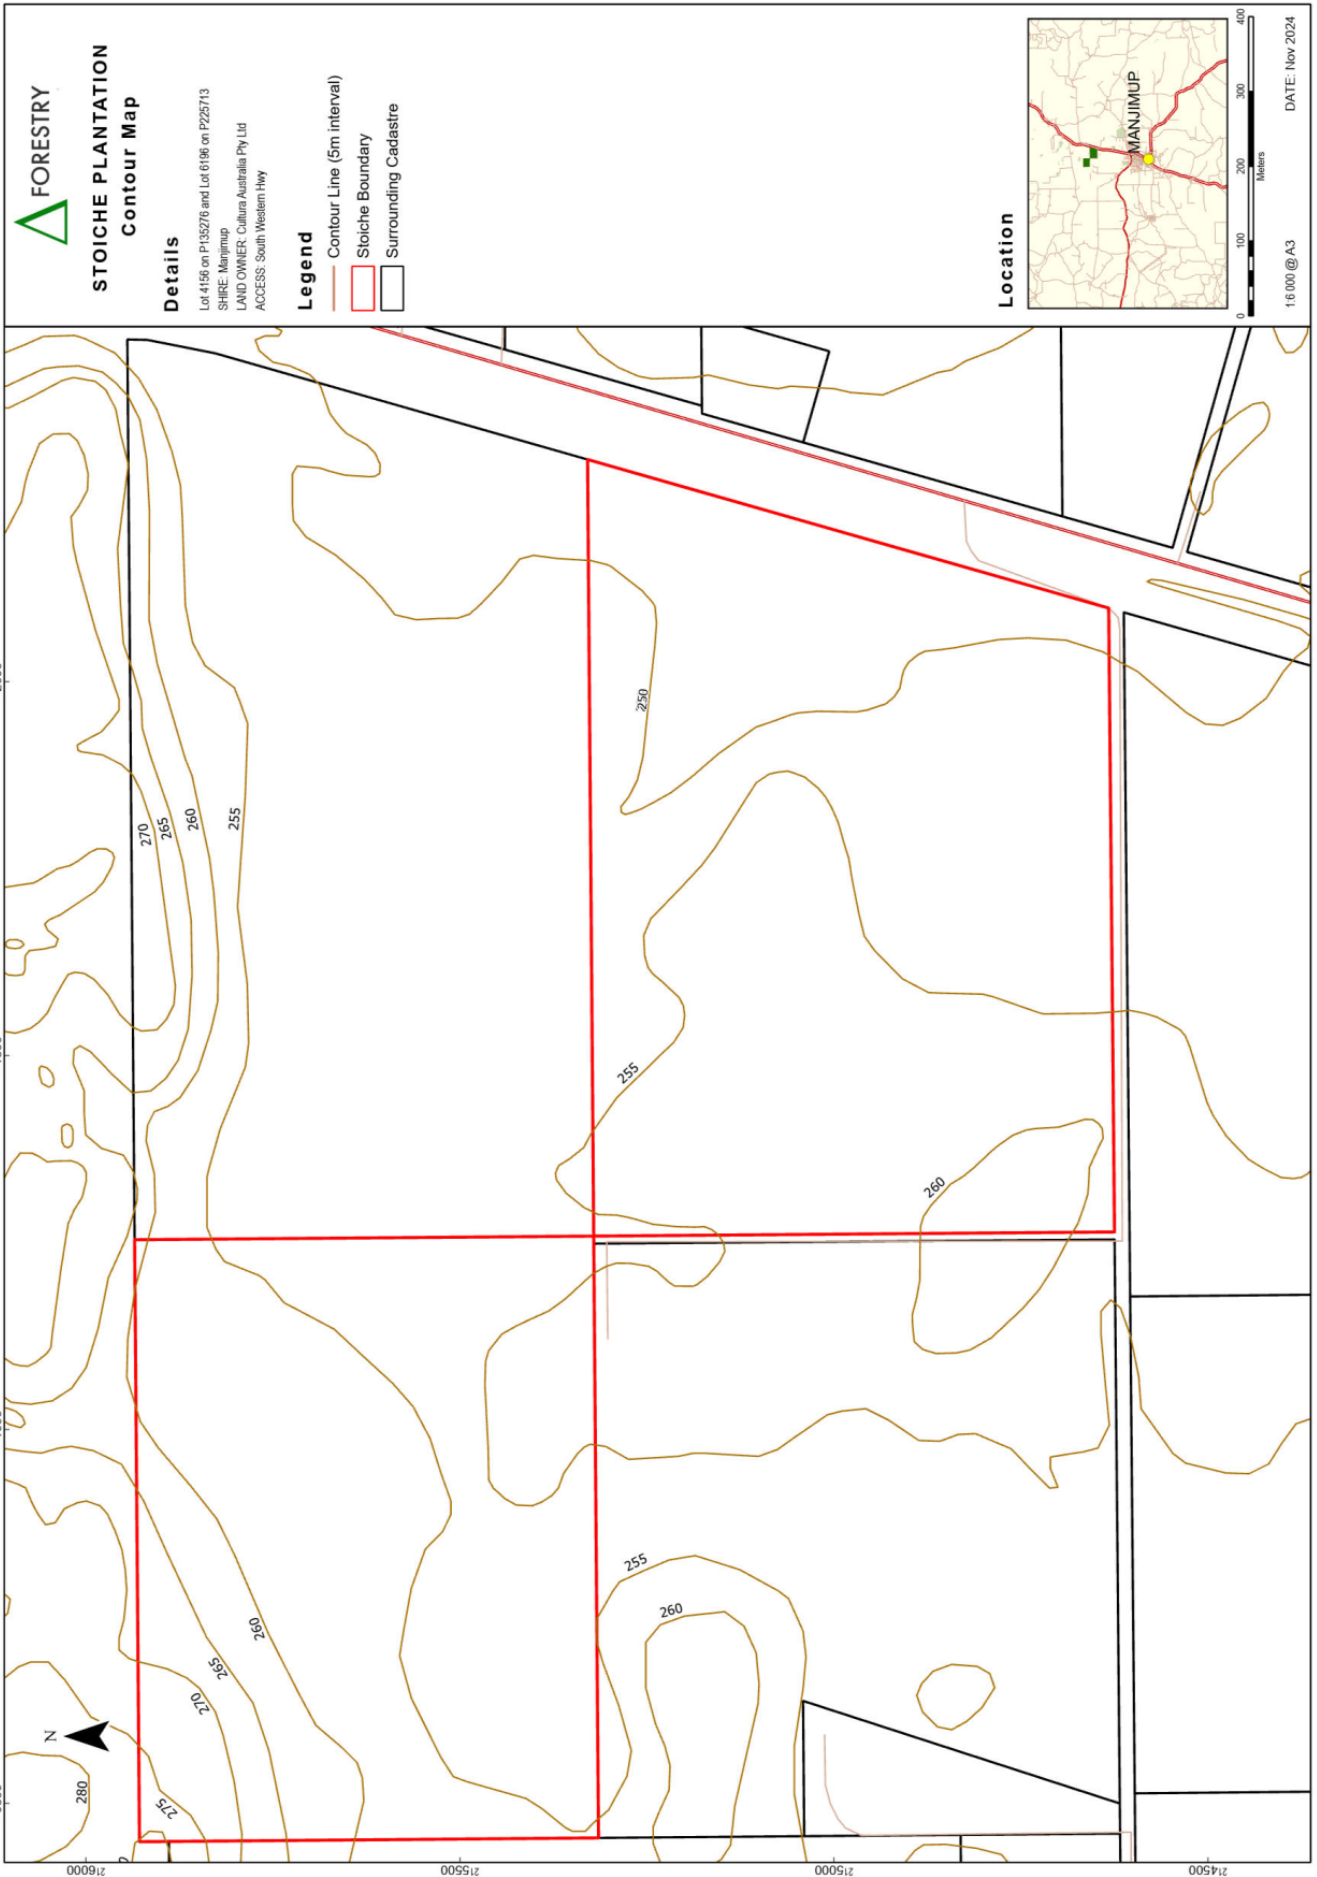 FORESTRY
STOICHE PLANTATION
Contour Map
Details
Lot 4156 on P135276 and Lot 6196 on P225713
SHIRE: Manjimup
LAND OWNER: Cultura Australia Pty Ltd
ACCESS: South Western Hwy
Legend
Contour Line (5m interval)
Stoiche Boundary
Surrounding Cadastre
Location
MANJIMUP
0 100 200 300 400
Meters
1:6 000 @ A3
DATE: Nov 2024
N
280
275
270
265
260
270
265
260
255
250
255
260
255
260
216000
215500
215000
214500